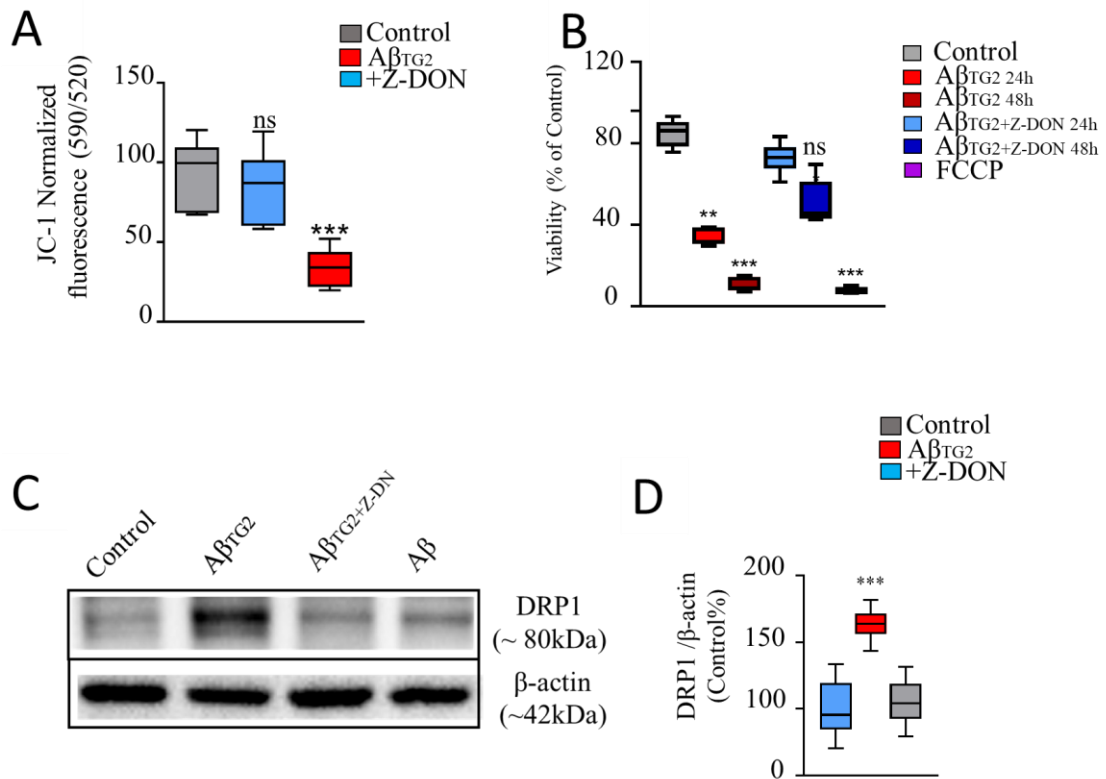 A
Control
AβTG2
+Z-DON
JC-1 Normalized
fluorescence (590/520)
150
100
50
0
ns
***
B
Control
AβTG2 24h
AβTG2 48h
AβTG2+Z-DON 24h
AβTG2+Z-DON 48h
FCCP
Viability (% of Control)
120
80
40
0
**
***
ns
***
C
Control
AβTG2
AβTG2+Z-DN
Aβ
DRP1
(~ 80kDa)
β-actin
(~42kDa)
D
Control
AβTG2
+Z-DON
DRP1 /β-actin
(Control%)
200
150
100
0
***